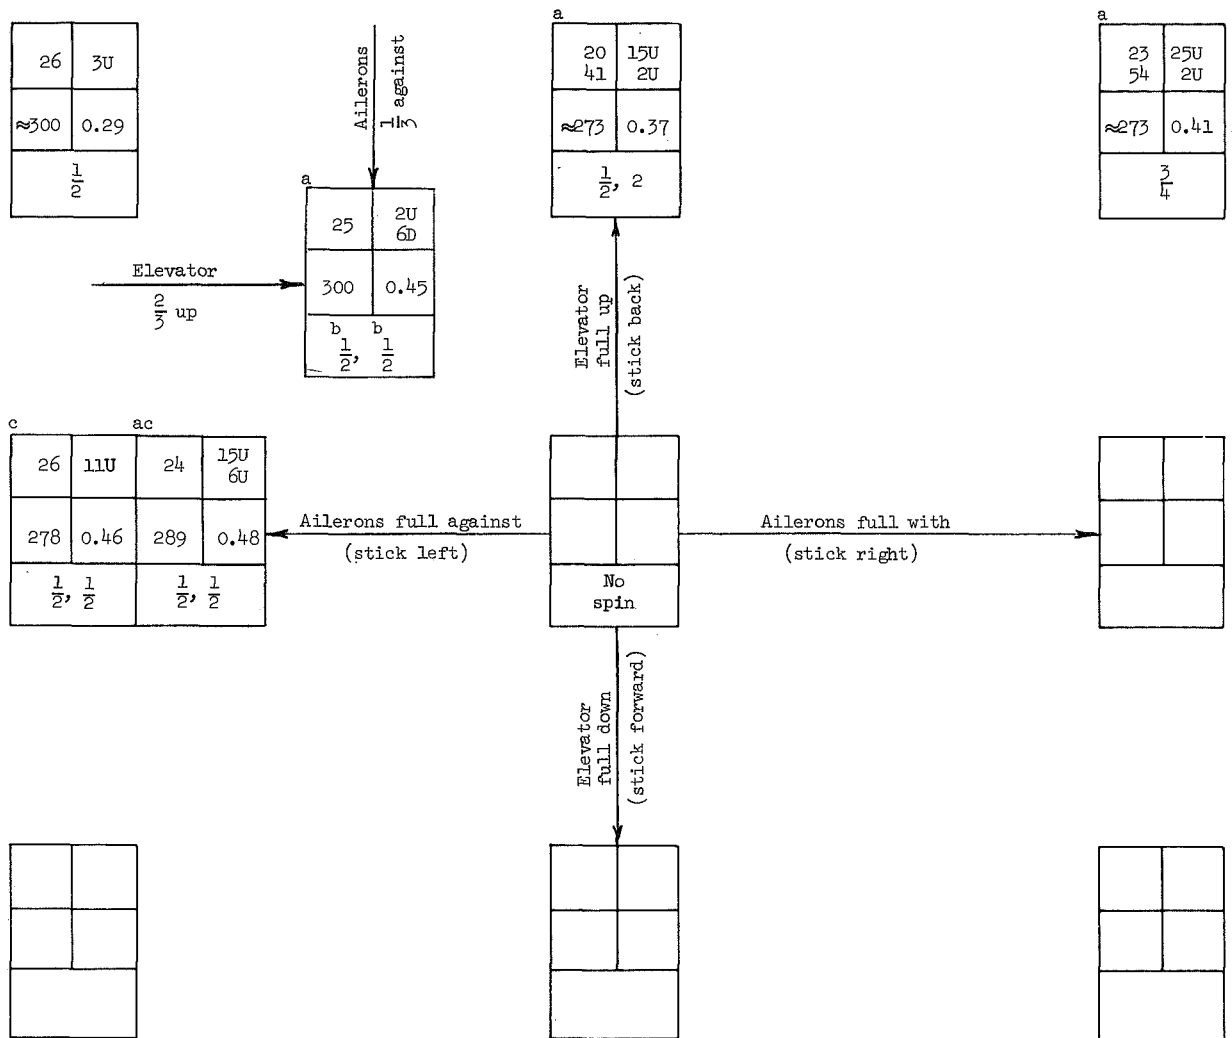 26 3U
≈300 0.29
1/2
Ailerons
1/3 against
a
20 15U
41 2U
≈273 0.37
1/2, 2
a
23 25U
54 2U
≈273 0.41
3/4
a
25 2U
6D
300 0.45
b b
1/2, 1/2
Elevator
2/3 up
Elevator
full up
(stick back)
c
26 11U
278 0.46
1/2, 1/2
ac
24 15U
6U
289 0.48
1/2, 1/2
Ailerons full against
(stick left)
No
spin
Ailerons full with
(stick right)
Elevator
full down
(stick forward)